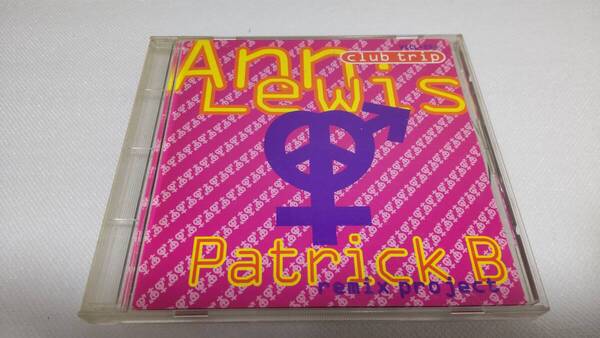 Ann
club trip
Lewis
Patrick B
remix project